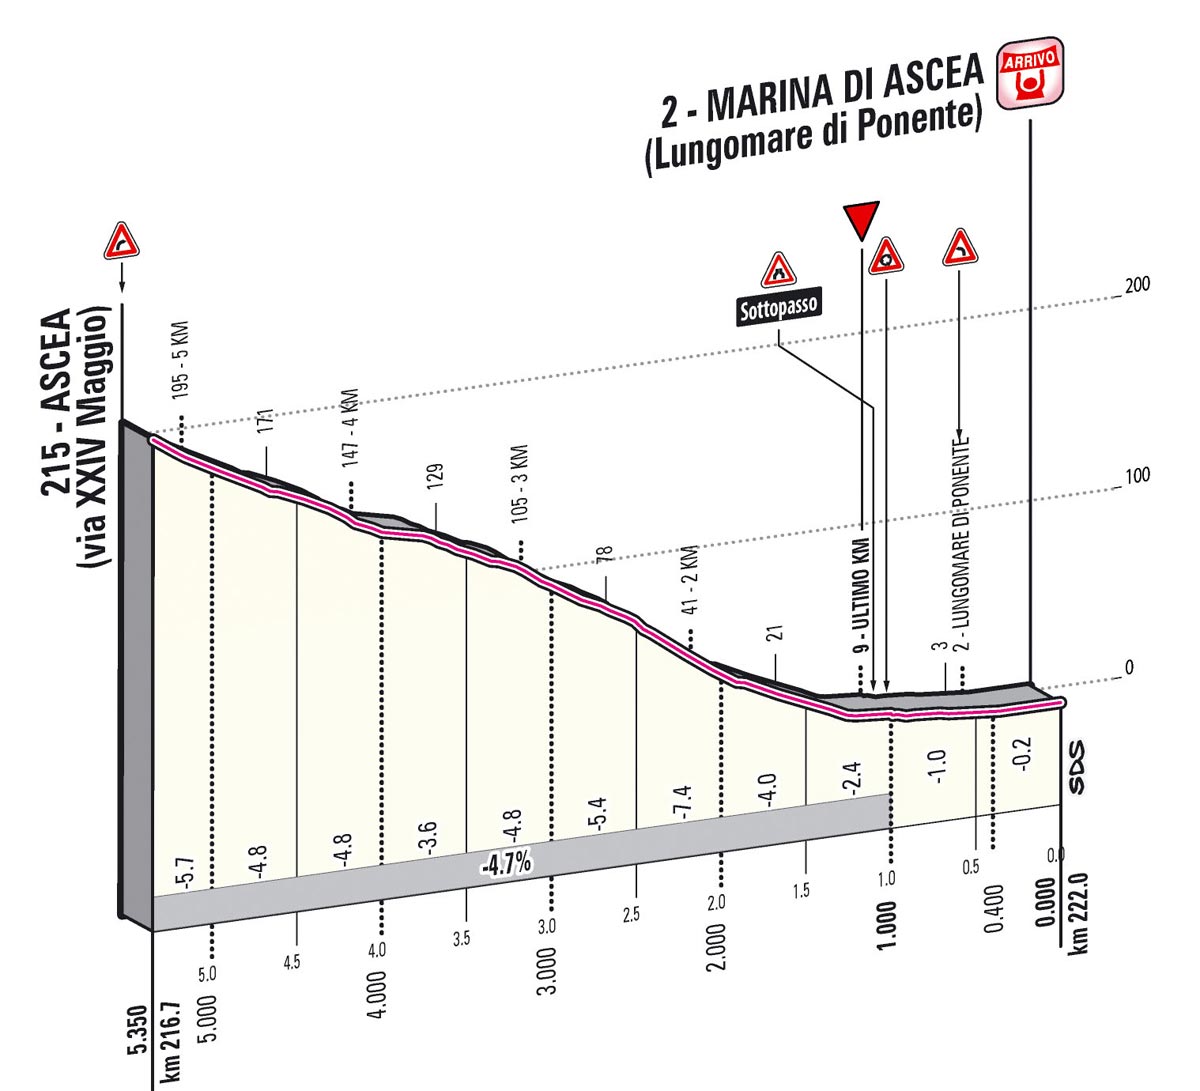 ARRIVO
2 - MARINA DI ASCEA
(Lungomare di Ponente)
Sottopasso
215 - ASCEA
(via XXIV Maggio)
195 - 5 KM
171
147 - 4 KM
129
105 - 3 KM
78
41 - 2 KM
21
9 - ULTIMO KM
3
2 - LUNGOMARE DI PONENTE
200
100
0
-5.7
-4.8
-4.8
-3.6
-4.8
-5.4
-7.4
-4.0
-2.4
-1.0
-0.2
-4.7%
SDS
5.0
4.5
4.0
3.5
3.0
2.5
2.0
1.5
1.0
0.5
0.0
5.350
km 216.7
5.000
4.000
3.000
2.000
1.000
0.400
0.000
km 222.0